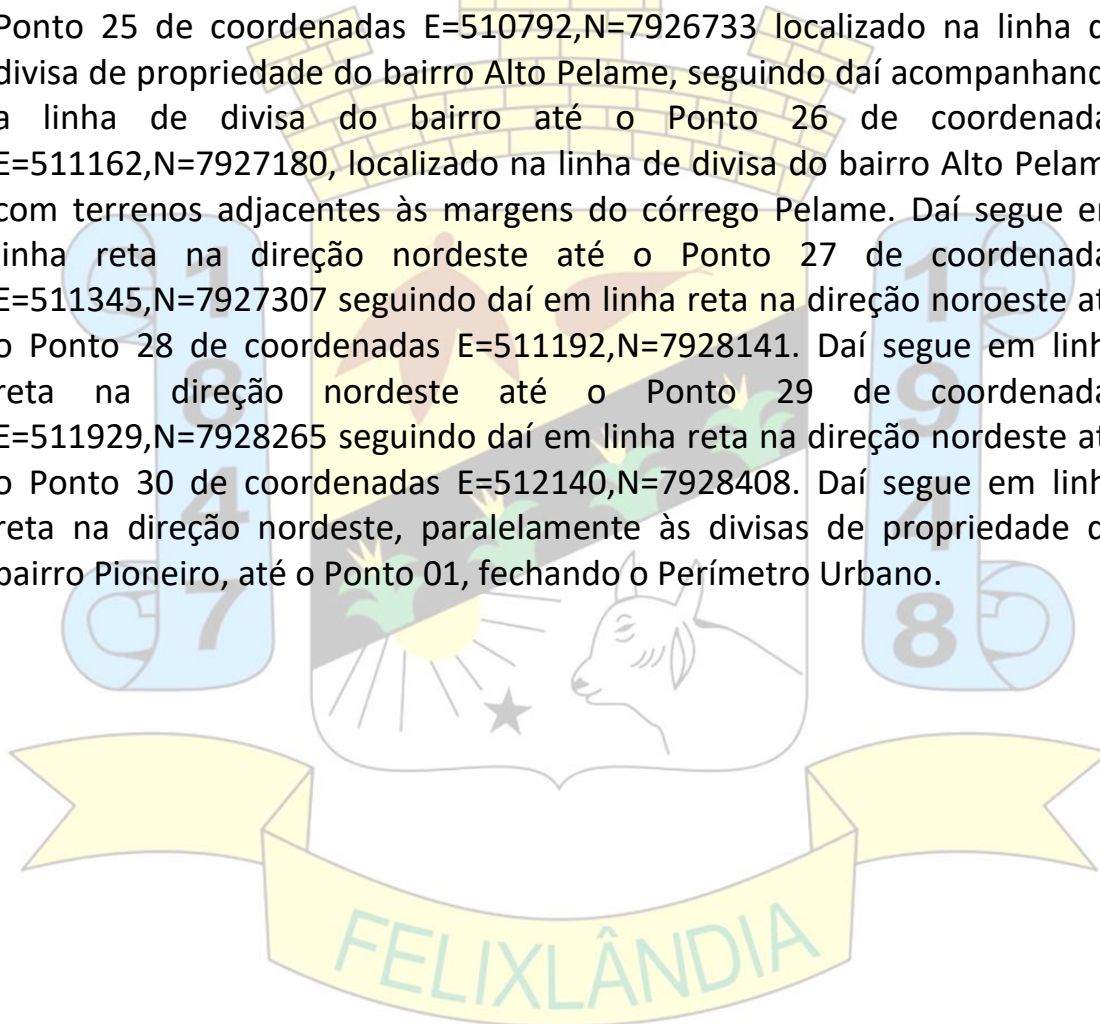 Ponto 25 de coordenadas E=510792,N=7926733 localizado na linha d
divisa de propriedade do bairro Alto Pelame, seguindo daí acompanhand
a linha de divisa do bairro até o Ponto 26 de coordenada
E=511162,N=7927180, localizado na linha de divisa do bairro Alto Pelam
com terrenos adjacentes às margens do córrego Pelame. Daí segue e
linha reta na direção nordeste até o Ponto 27 de coordenada
E=511345,N=7927307 seguindo daí em linha reta na direção noroeste at
o Ponto 28 de coordenadas E=511192,N=7928141. Daí segue em linh
reta na direção nordeste até o Ponto 29 de coordenada
E=511929,N=7928265 seguindo daí em linha reta na direção nordeste at
o Ponto 30 de coordenadas E=512140,N=7928408. Daí segue em linh
reta na direção nordeste, paralelamente às divisas de propriedade d
bairro Pioneiro, até o Ponto 01, fechando o Perímetro Urbano.
1847
1948
FELIXLÂNDIA